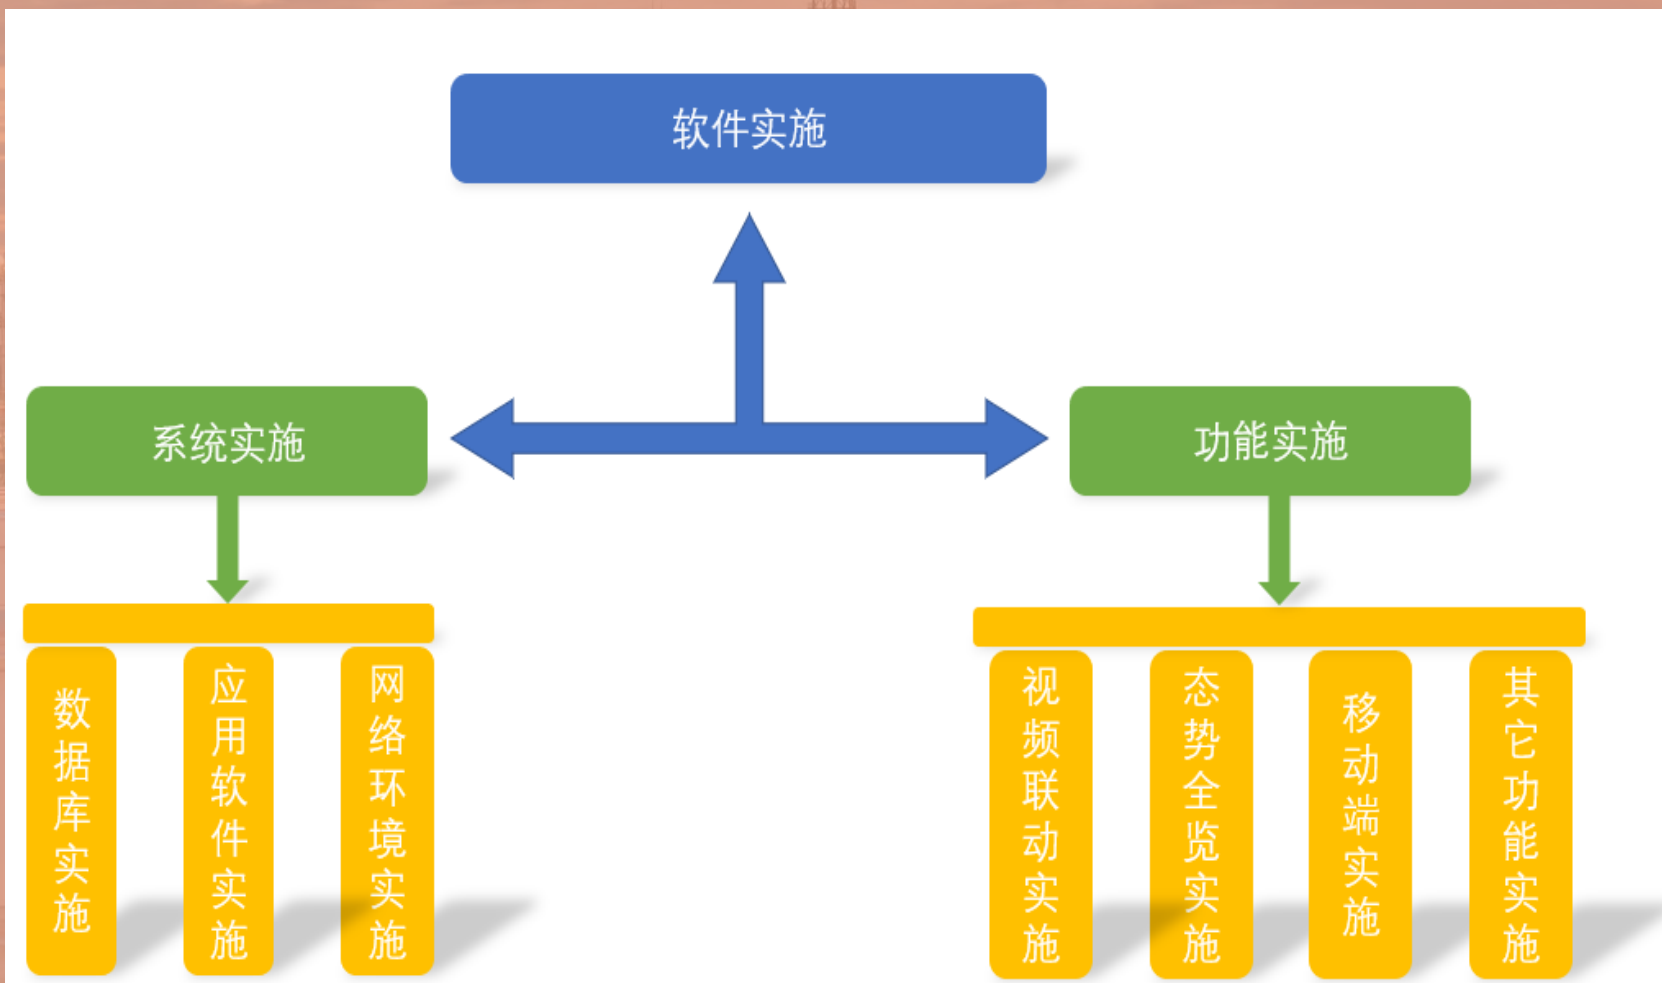 软件实施
系统实施
功能实施
数据库实施
应用软件实施
网络环境实施
视频联动实施
态势全览实施
移动端实施
其它功能实施